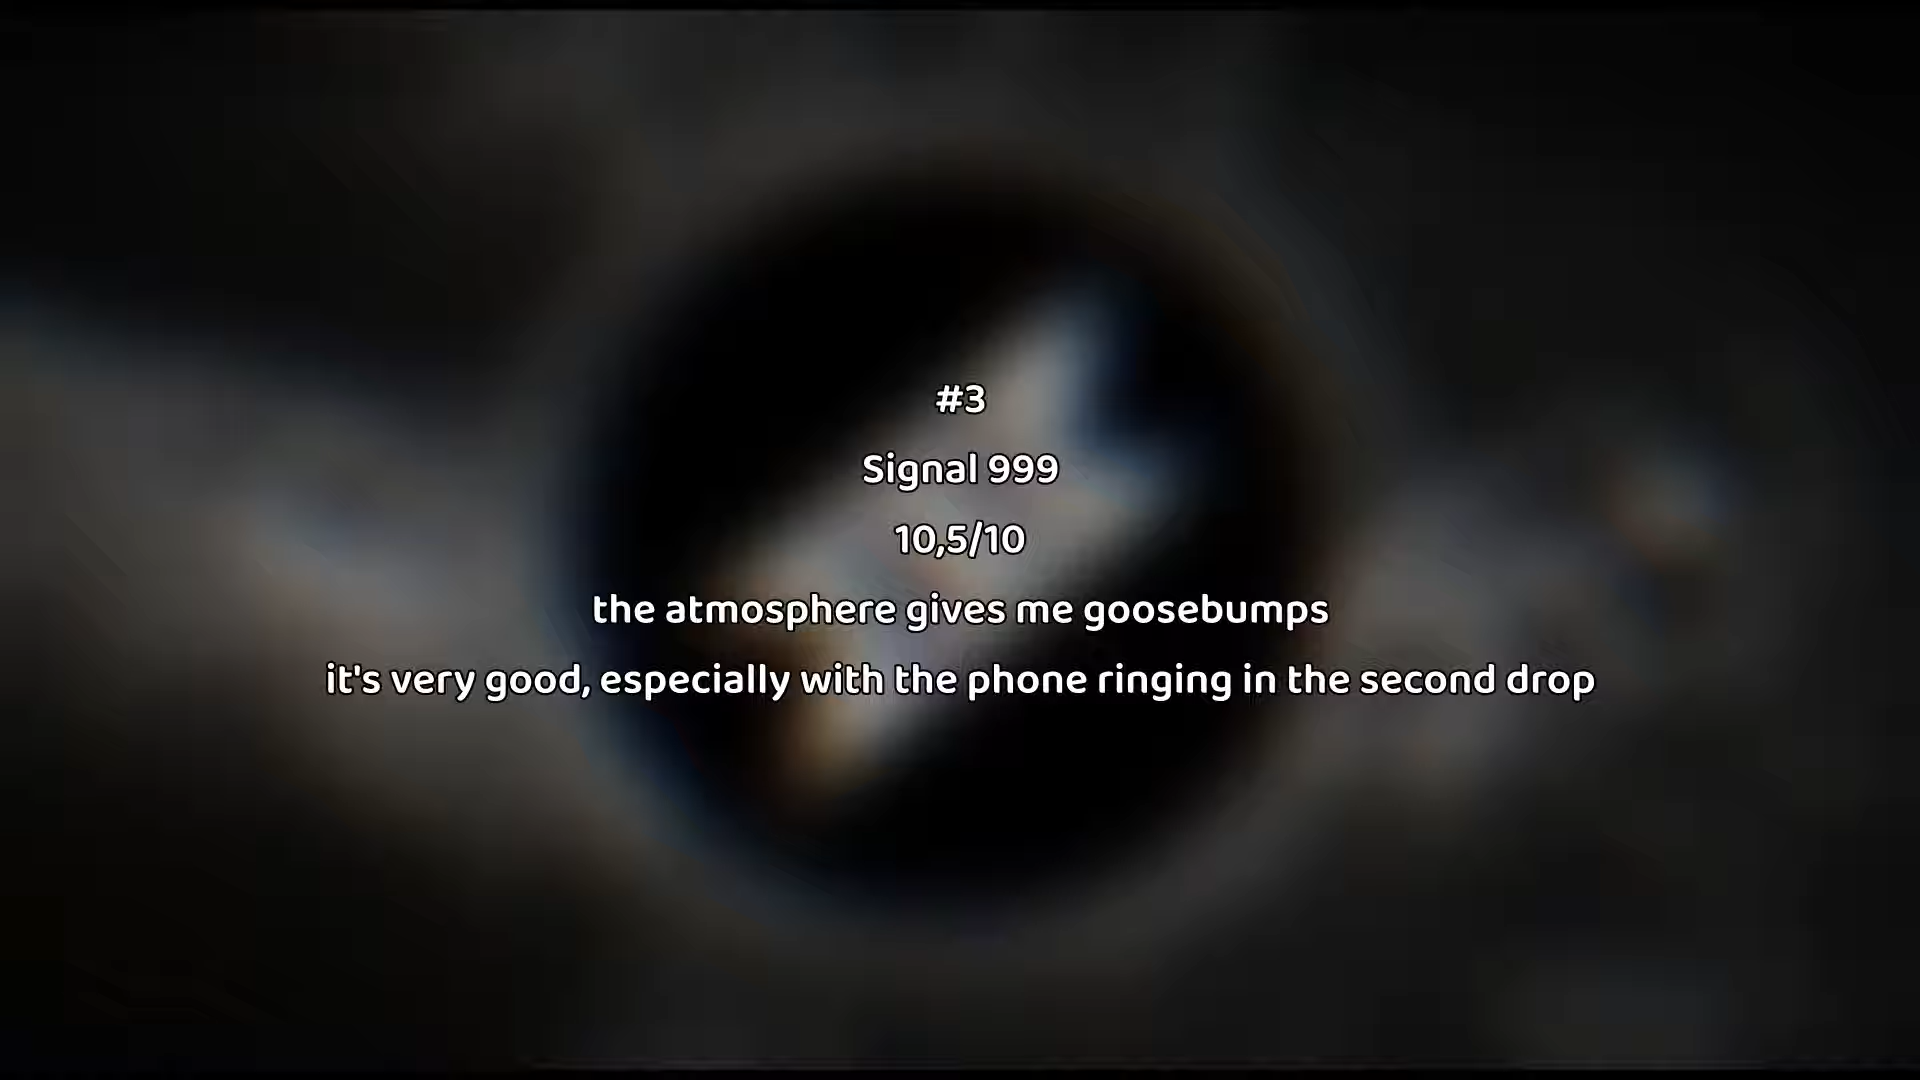 #3
Signal 999
10,5/10
the atmosphere gives me goosebumps
it's very good, especially with the phone ringing in the second drop